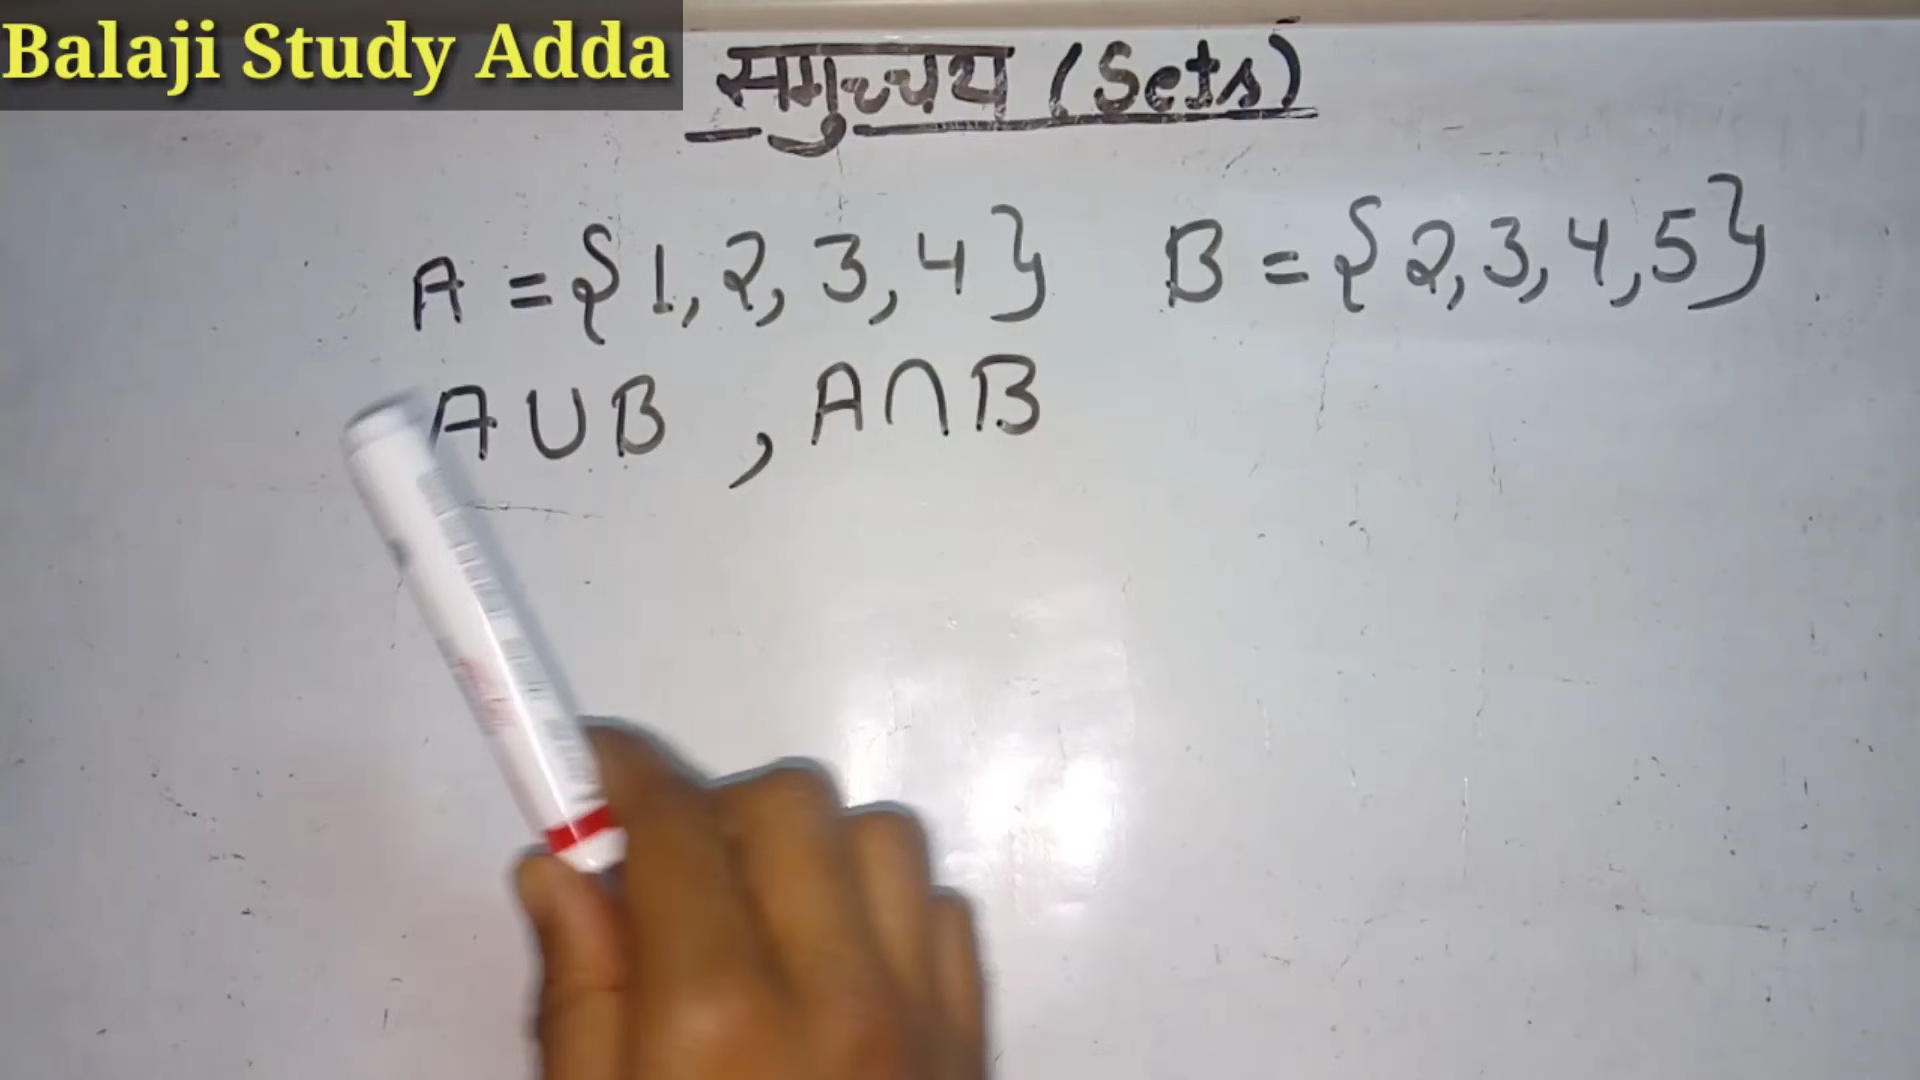 Balaji Study Adda
समुच्चय (Sets)
A = {1, 2, 3, 4} B = {2, 3, 4, 5}
A∪B , A∩B